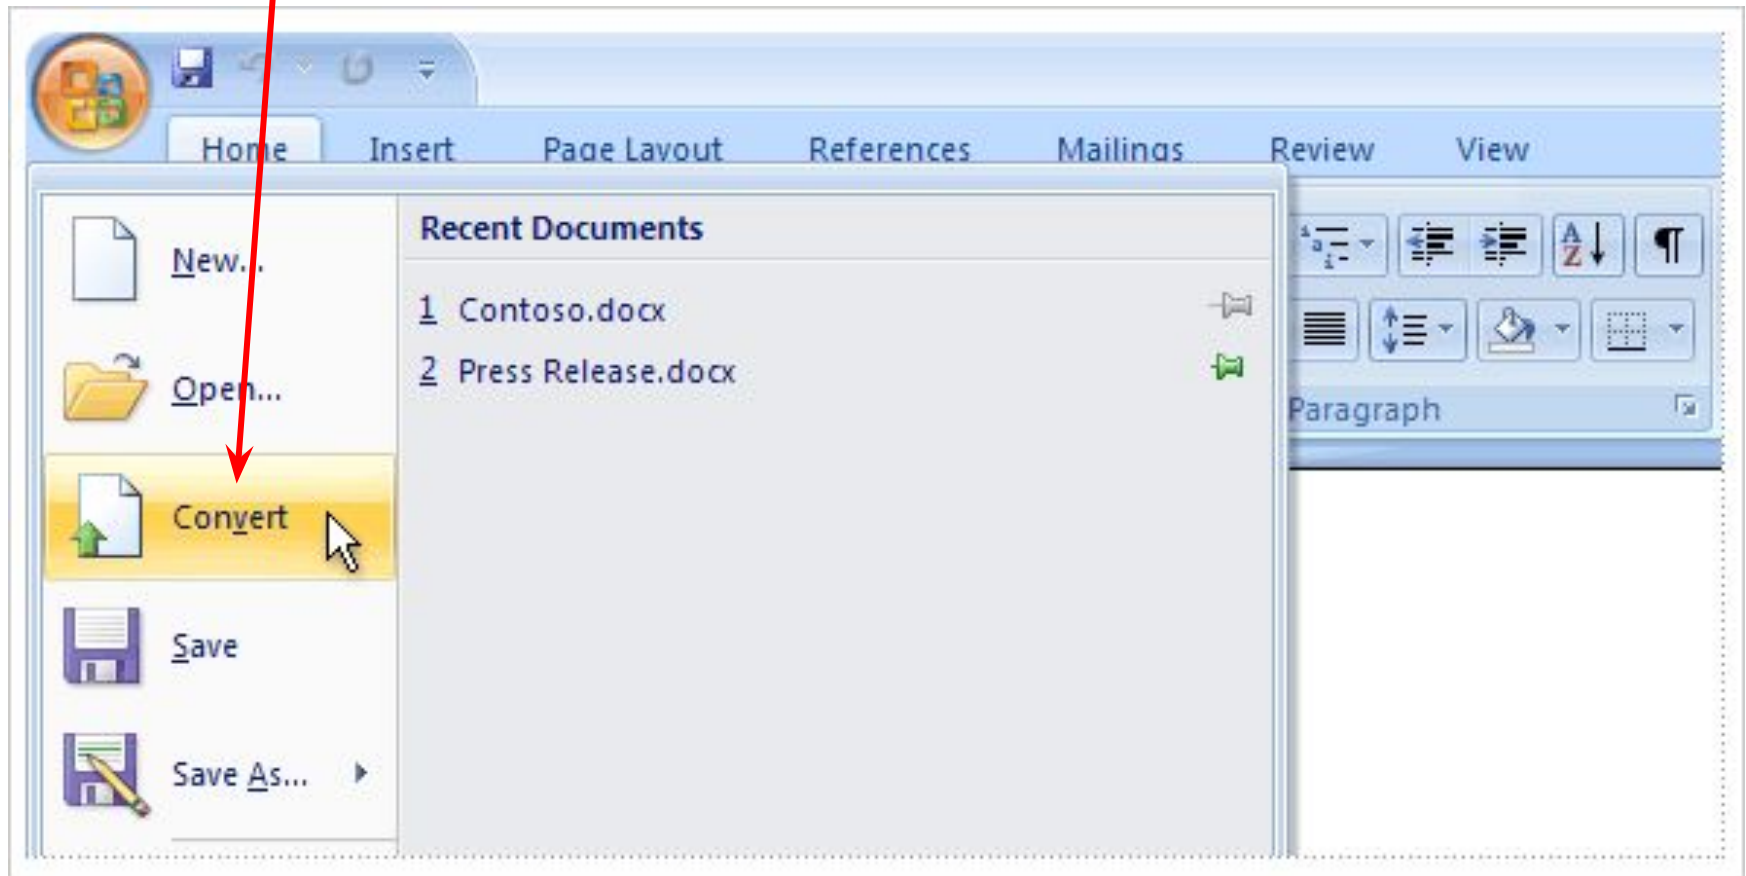 Home Insert Page Layout References Mailings Review View
New...
Open...
Convert
Save
Save As...
Recent Documents
1 Contoso.docx
2 Press Release.docx
Paragraph